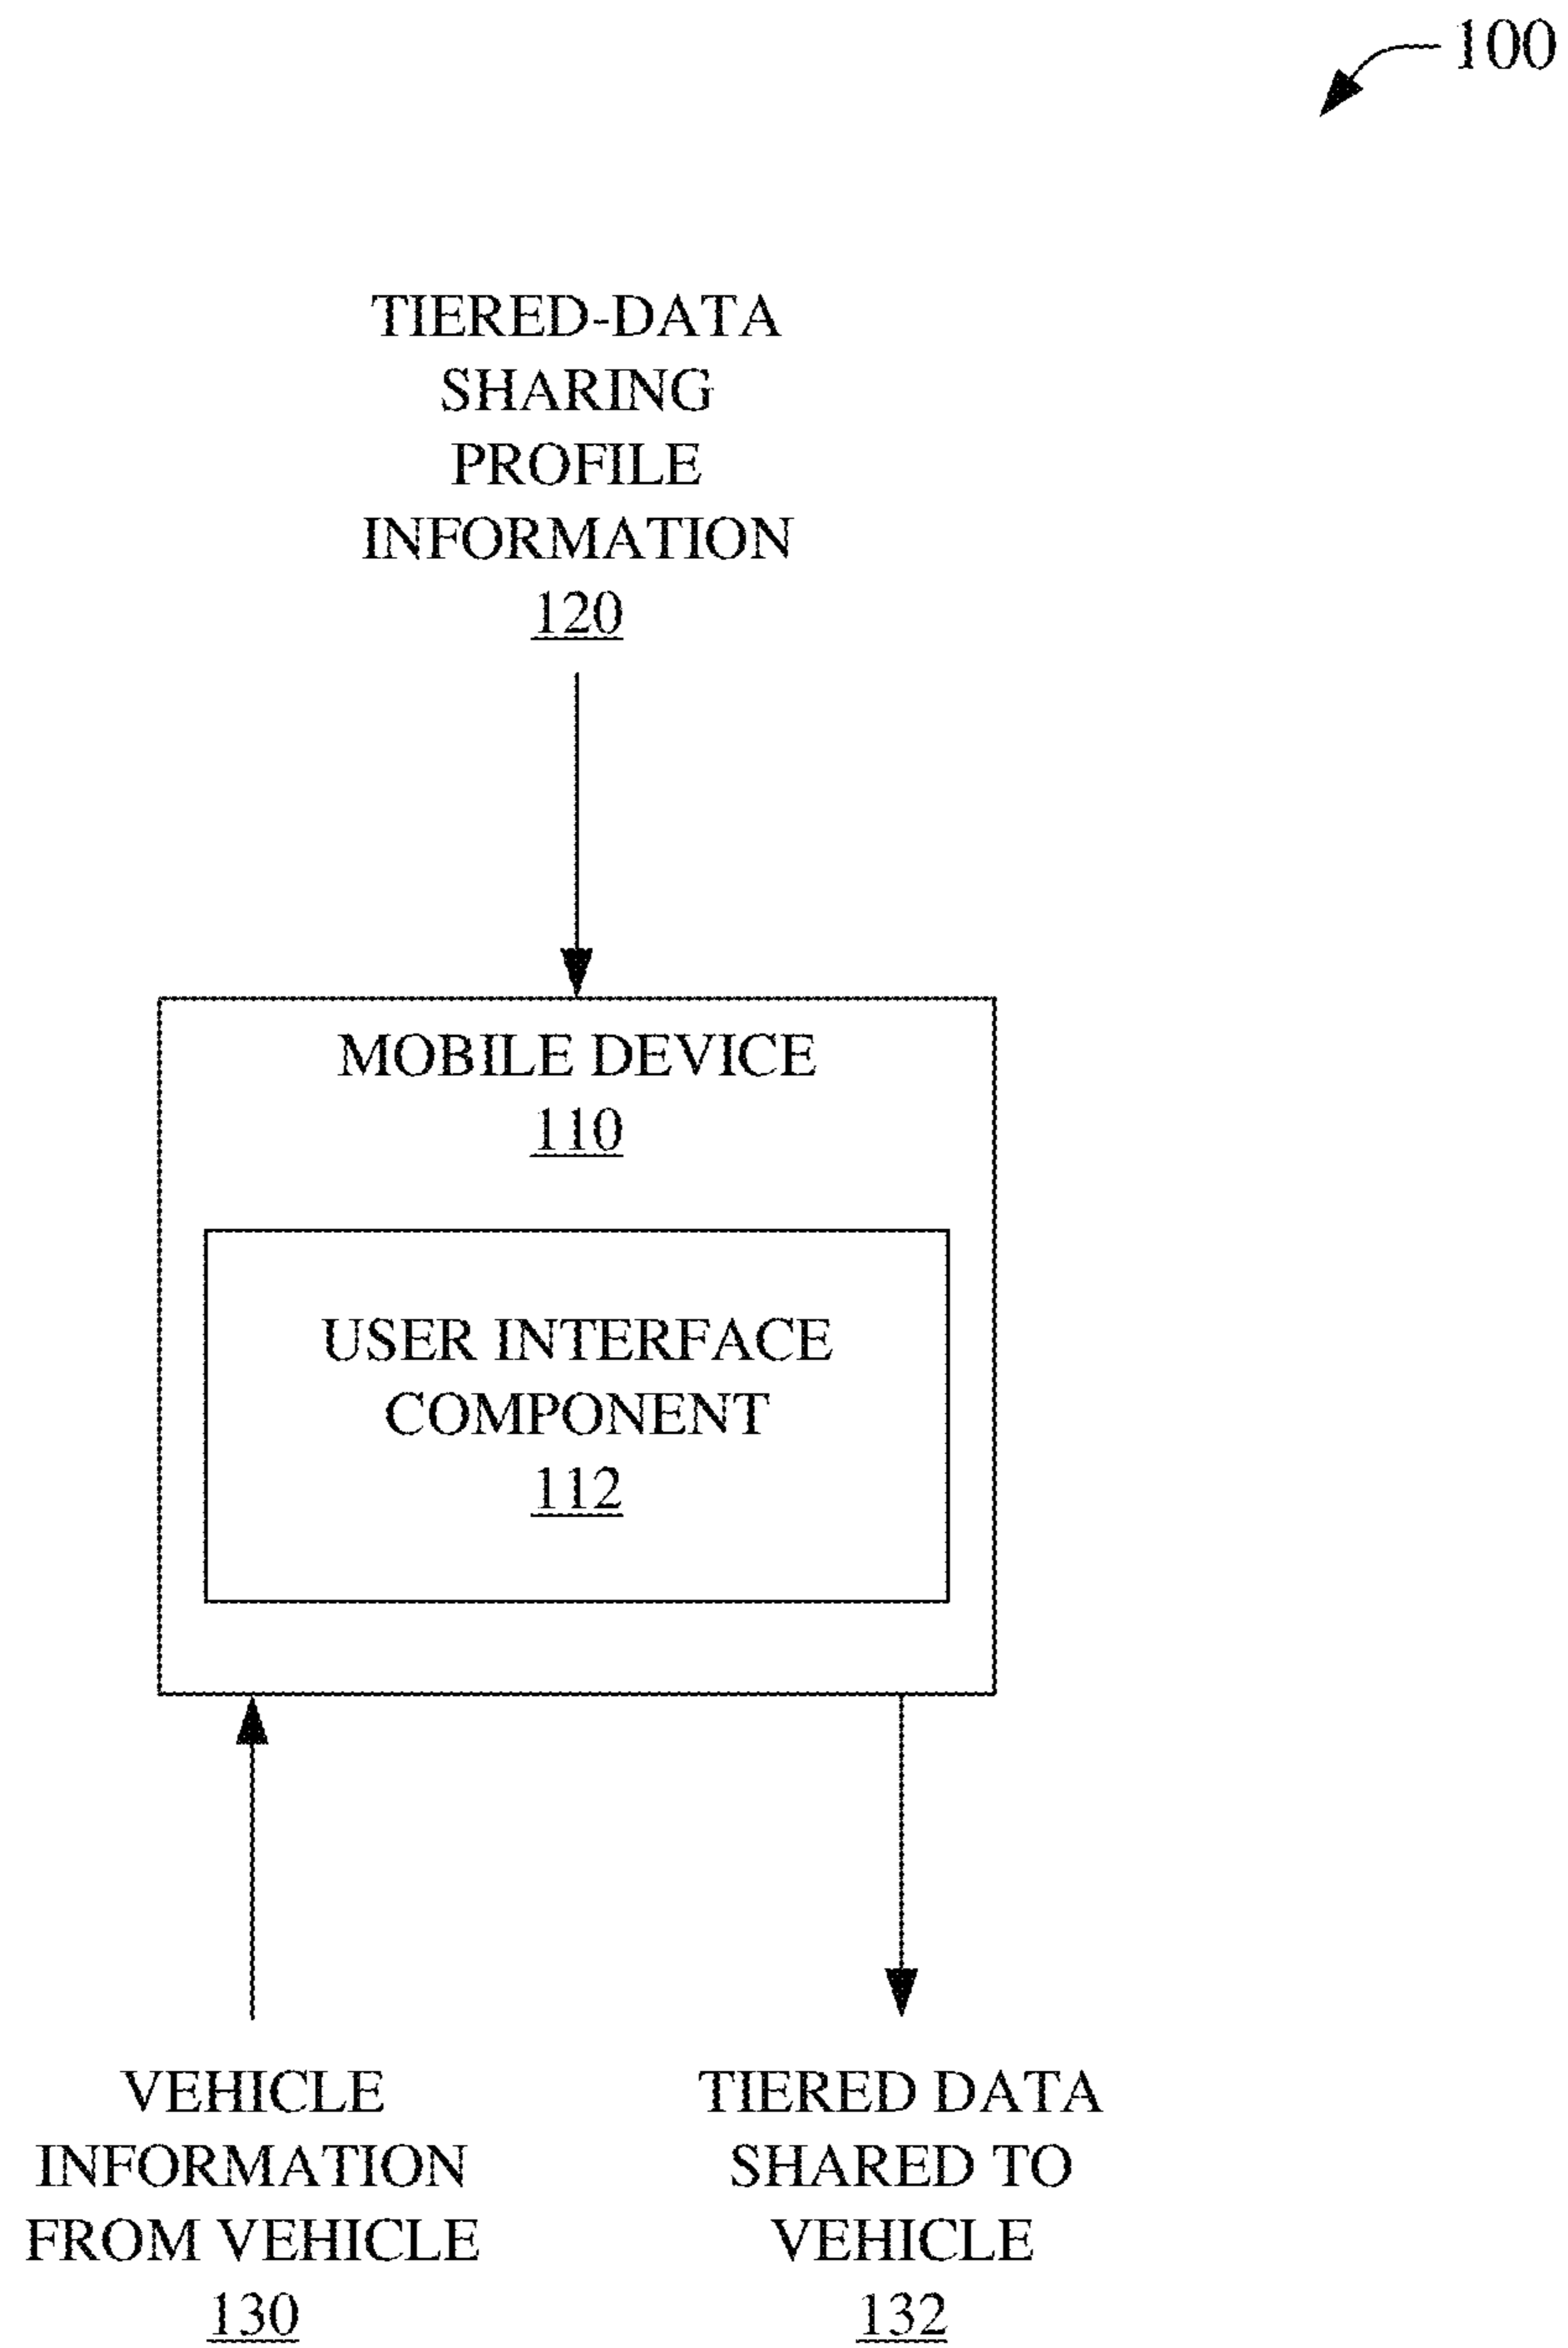 100
TIERED-DATA
SHARING
PROFILE
INFORMATION
120
MOBILE DEVICE
110
USER INTERFACE
COMPONENT
112
VEHICLE
INFORMATION
FROM VEHICLE
130
TIERED DATA
SHARED TO
VEHICLE
132